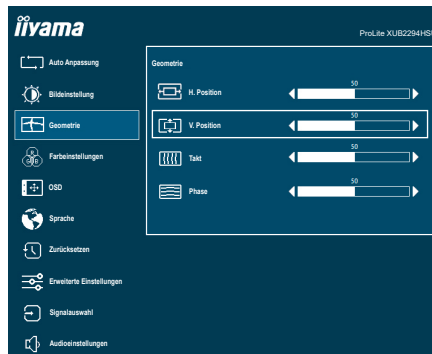 iiyama
ProLite XUB2294HSU
Auto Anpassung
Bildeinstellung
Geometrie
Farbeinstellungen
R
G B
OSD
Sprache
Zurücksetzen
Erweiterte Einstellungen
Signalauswahl
Audioeinstellungen
Geometrie
H. Position
50
V. Position
50
Takt
50
Phase
50